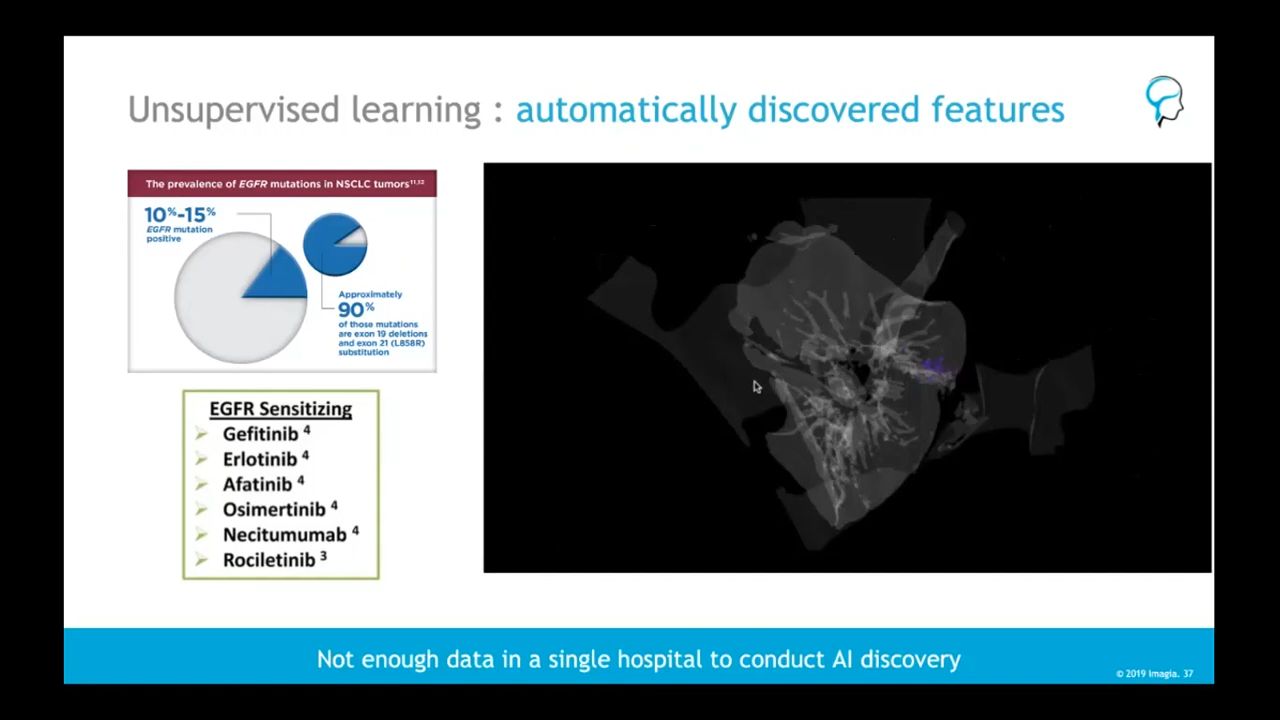 Unsupervised learning : automatically discovered features
The prevalence of EGFR mutations in NSCLC tumors11,12
10%-15%
EGFR mutation
positive
Approximately
90%
of those mutations
are exon 19 deletions
and exon 21 (L858R)
substitution
EGFR Sensitizing
Gefitinib 4
Erlotinib 4
Afatinib 4
Osimertinib 4
Necitumumab 4
Rociletinib 3
Not enough data in a single hospital to conduct AI discovery
© 2019 Imagia. 37